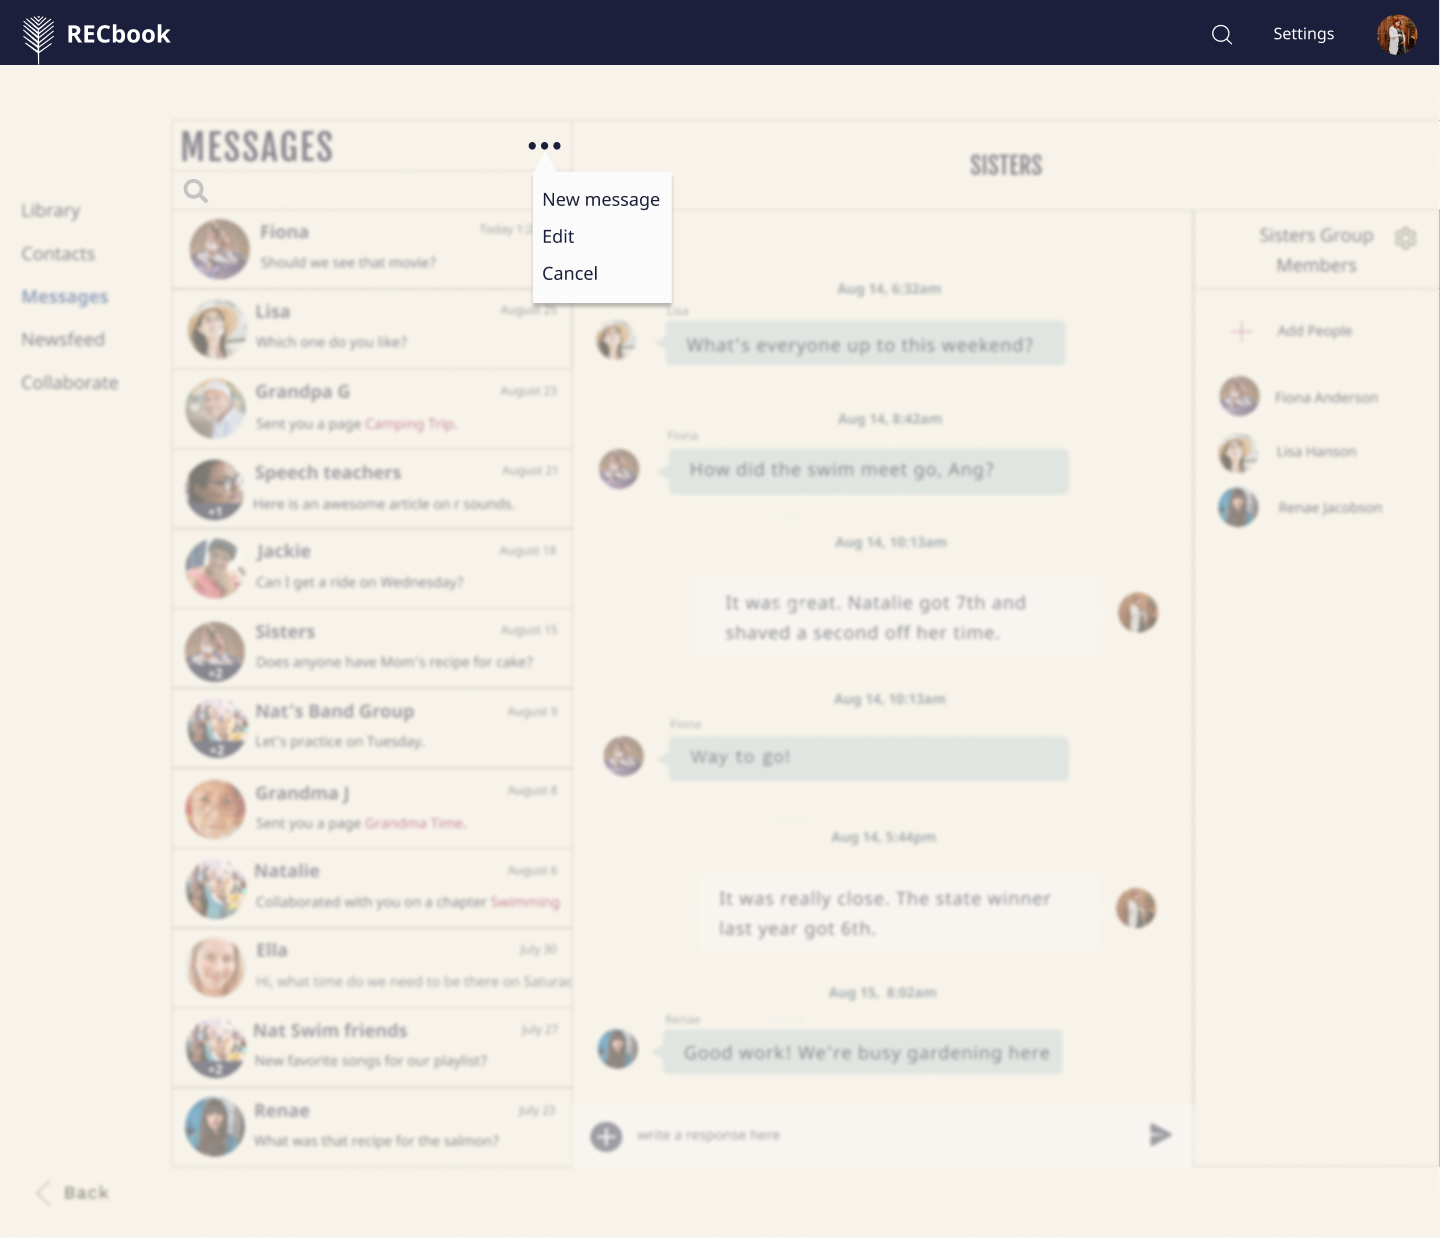 RECbook
Settings
MESSAGES
New message
Edit
Cancel
SISTERS
Library
Contacts
Messages
Newsfeed
Collaborate
Fiona
Today 1:2
Should we see that movie?
Lisa
August 25
Which one do you like?
Grandpa G
August 23
Sent you a page Camping Trip.
Speech teachers
August 21
+1
Here is an awesome article on r sounds.
Jackie
August 18
Can I get a ride on Wednesday?
Sisters
August 15
+2
Does anyone have Mom's recipe for cake?
Nat's Band Group
August 9
+2
Let's practice on Tuesday.
Grandma J
August 8
Sent you a page Grandma Time.
Natalie
August 6
Collaborated with you on a chapter Swimming
Ella
July 30
Hi, what time do we need to be there on Saturac
Nat Swim friends
July 27
+2
New favorite songs for our playlist?
Renae
July 23
What was that recipe for the salmon?
Aug 14, 6:32am
Lisa
What's everyone up to this weekend?
Aug 14, 8:42am
Fiona
How did the swim meet go, Ang?
Aug 14, 10:13am
It was great. Natalie got 7th and
shaved a second off her time.
Aug 14, 10:13am
Fiona
Way to go!
Aug 14, 5:44pm
It was really close. The state winner
last year got 6th.
Aug 15, 8:02am
Renae
Good work! We're busy gardening here
write a response here
Sisters Group
Members
Add People
Fiona Anderson
Lisa Hanson
Renae Jacobson
Back